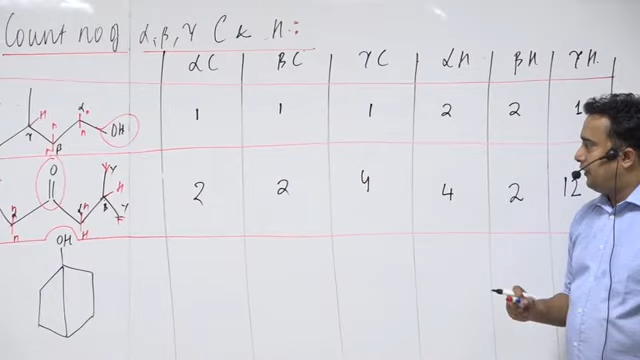 Count no of α, β, γ C & H :
αC βC γC αH βH γH
1 1 1 2 2 1
H α
γ H OH
H β
O γ
2 2 4 4 2 12
H
α α β γ
H H
OH